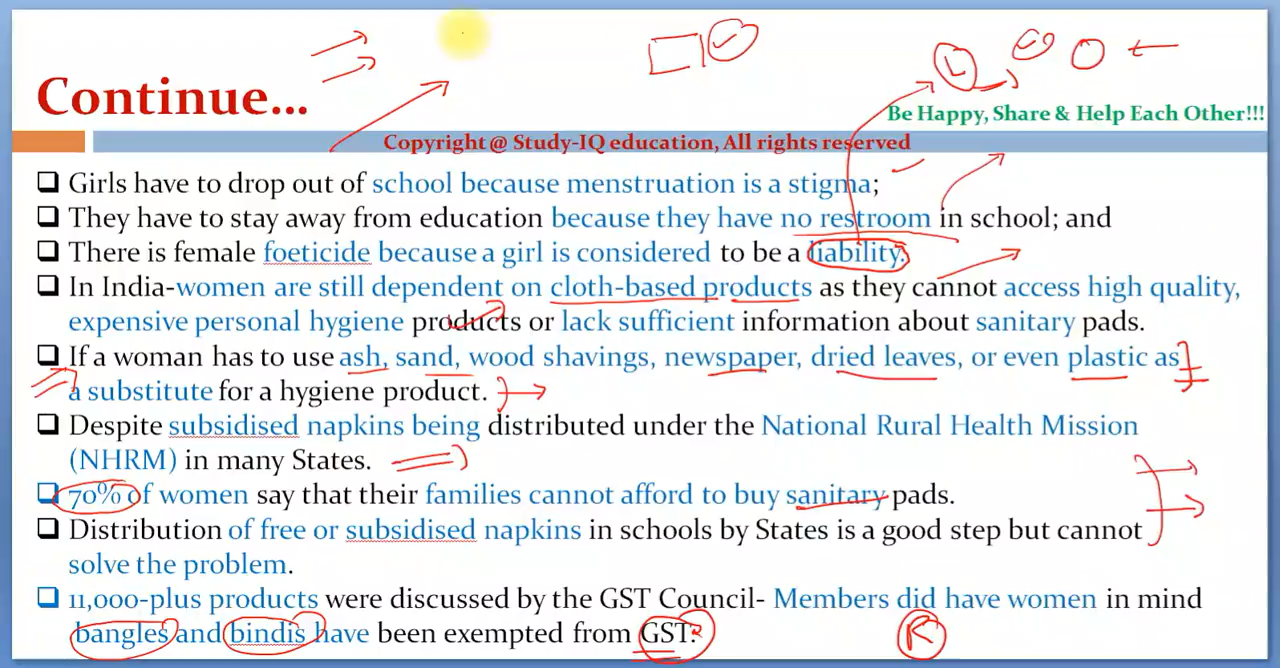 Continue...
Be Happy, Share & Help Each Other!!!
Copyright @ Study-IQ education, All rights reserved
❑ Girls have to drop out of school because menstruation is a stigma;
❑ They have to stay away from education because they have no restroom in school; and
❑ There is female foeticide because a girl is considered to be a liability.
❑ In India-women are still dependent on cloth-based products as they cannot access high quality,
expensive personal hygiene products or lack sufficient information about sanitary pads.
❑ If a woman has to use ash, sand, wood shavings, newspaper, dried leaves, or even plastic as
a substitute for a hygiene product.
❑ Despite subsidised napkins being distributed under the National Rural Health Mission
(NHRM) in many States.
❑ 70% of women say that their families cannot afford to buy sanitary pads.
❑ Distribution of free or subsidised napkins in schools by States is a good step but cannot
solve the problem.
❑ 11,000-plus products were discussed by the GST Council- Members did have women in mind
bangles and bindis have been exempted from GST.